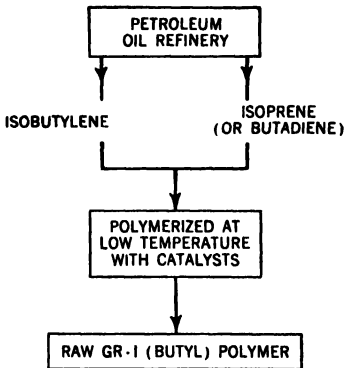 PETROLEUM
OIL REFINERY
ISOBUTYLENE
ISOPRENE
(OR BUTADIENE)
POLYMERIZED AT
LOW TEMPERATURE
WITH CATALYSTS
RAW GR-I (BUTYL) POLYMER